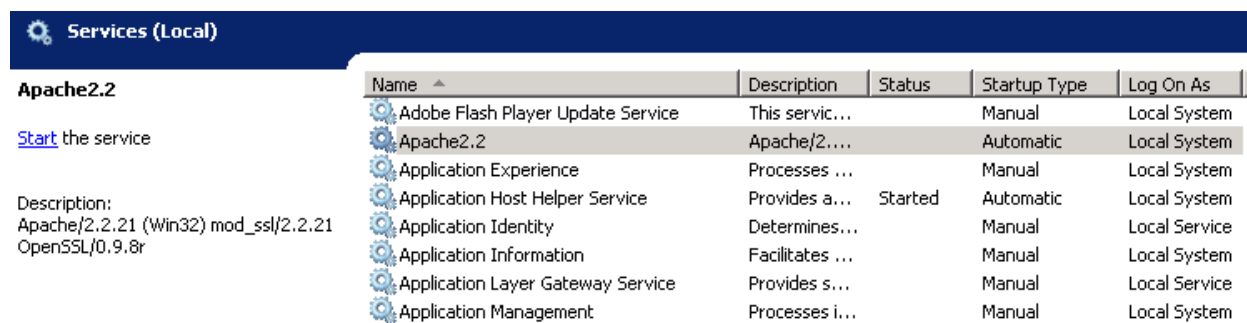 Services (Local)
Apache2.2
Start the service
Description:
Apache/2.2.21 (Win32) mod_ssl/2.2.21
OpenSSL/0.9.8r
Name Description Status Startup Type Log On As
Adobe Flash Player Update Service This servic... Manual Local System
Apache2.2 Apache/2.... Automatic Local System
Application Experience Processes ... Manual Local System
Application Host Helper Service Provides a... Started Automatic Local System
Application Identity Determines... Manual Local Service
Application Information Facilitates ... Manual Local System
Application Layer Gateway Service Provides s... Manual Local Service
Application Management Processes i... Manual Local System